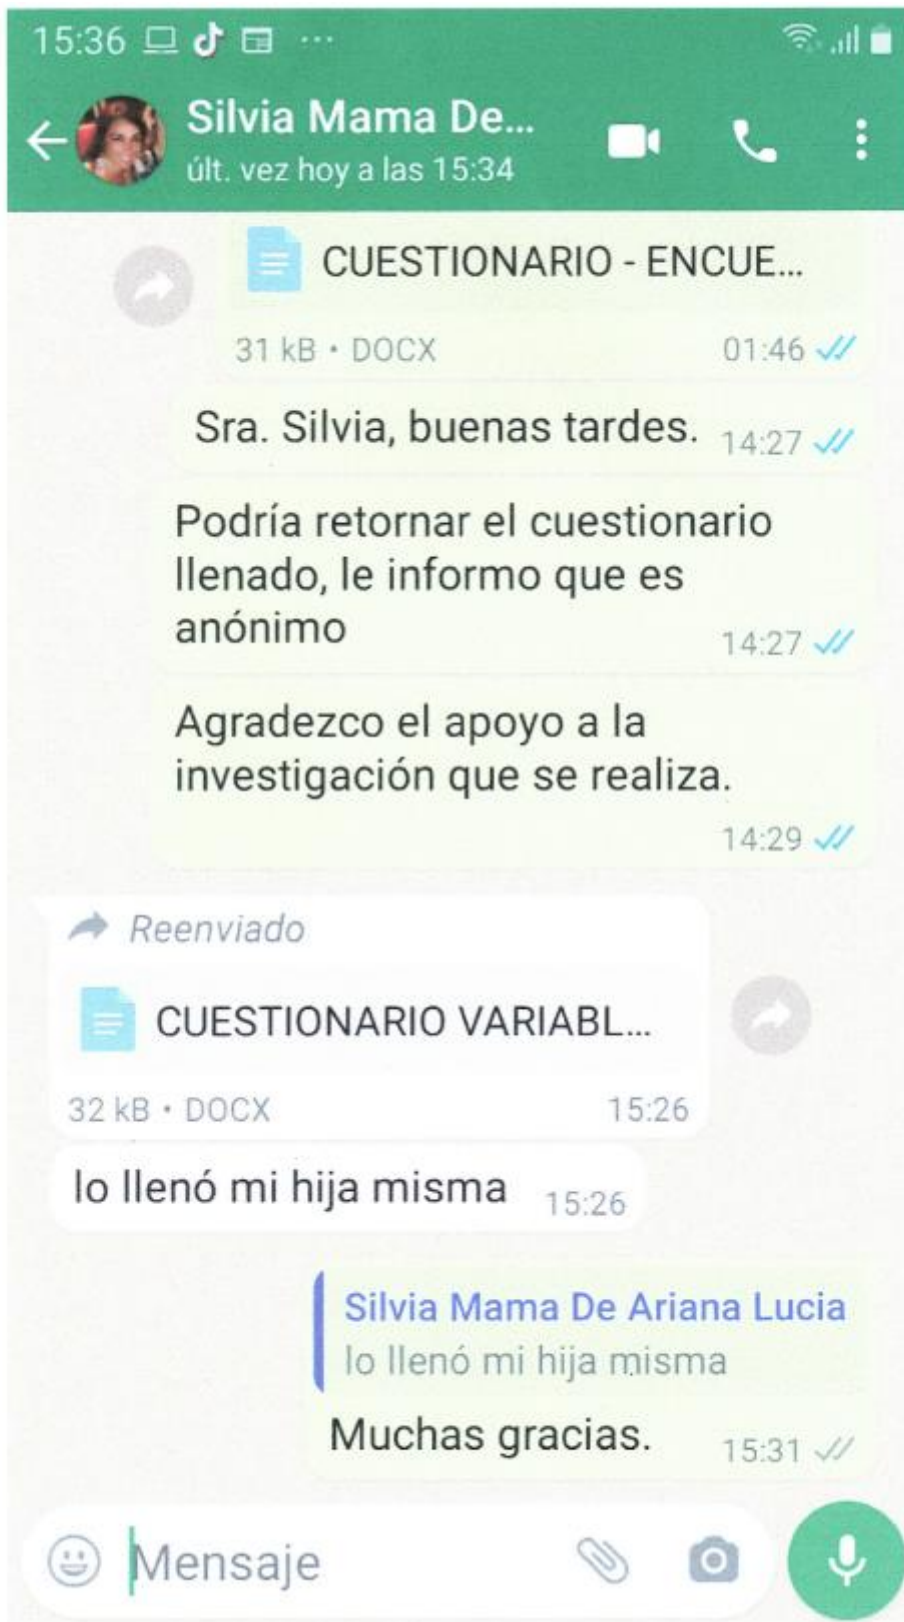 15:36
Silvia Mama De...
últ. vez hoy a las 15:34
CUESTIONARIO - ENCUE...
31 kB • DOCX
01:46
Sra. Silvia, buenas tardes.
14:27
Podría retornar el cuestionario
llenado, le informo que es
anónimo
14:27
Agradezco el apoyo a la
investigación que se realiza.
14:29
Reenviado
CUESTIONARIO VARIABL...
32 kB • DOCX
15:26
lo llenó mi hija misma
15:26
Silvia Mama De Ariana Lucia
lo llenó mi hija misma
Muchas gracias.
15:31
Mensaje